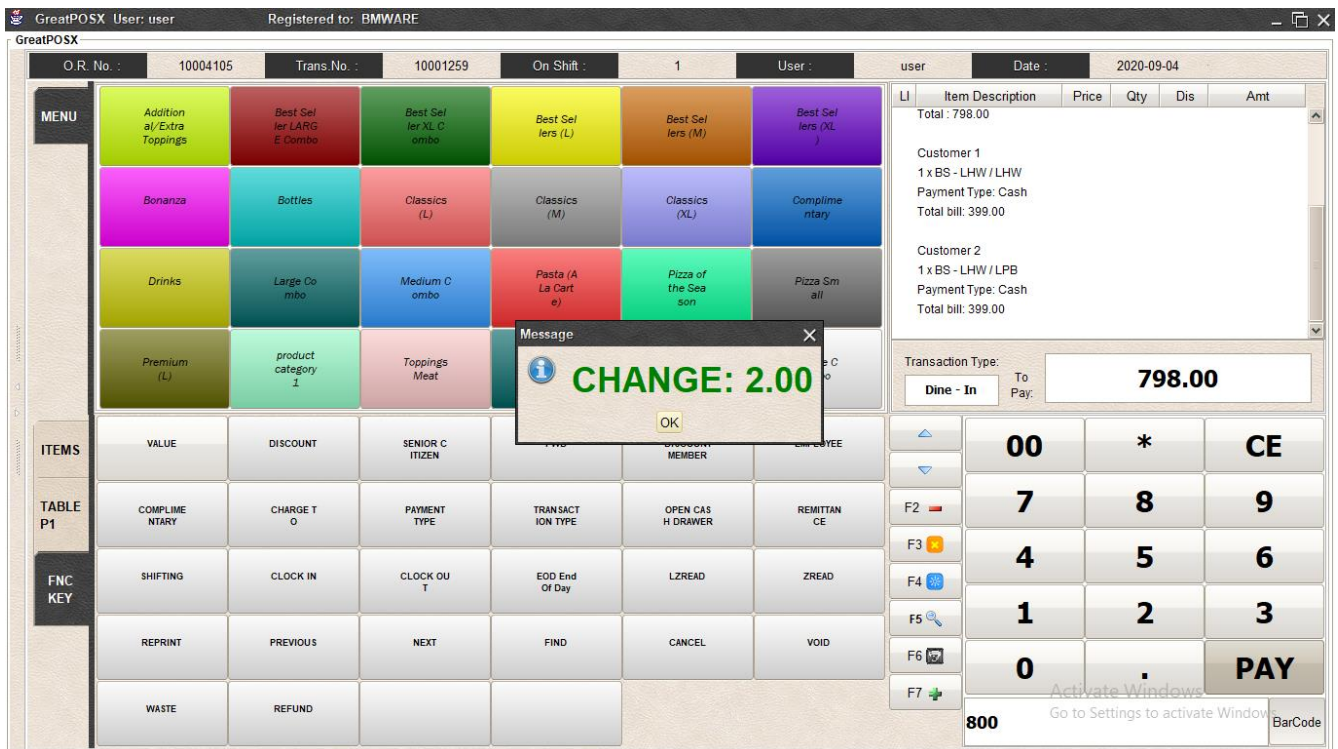 GreatPOSX User: user Registered to: BMWARE
GreatPOSX
O.R. No. : 10004105 Trans.No. : 10001259 On Shift : 1 User : user Date : 2020-09-04
MENU
Addition
al/Extra
Toppings
Best Sel
ler LARG
E Combo
Best Sel
ler XL C
ombo
Best Sel
lers (L)
Best Sel
lers (M)
Best Sel
lers (XL
)
Bonanza
Bottles
Classics
(L)
Classics
(M)
Classics
(XL)
Complime
ntary
Drinks
Large Co
mbo
Medium C
ombo
Pasta (A
La Cart
e)
Pizza of
the Sea
son
Pizza Sm
all
Premium
(L)
product
category
1
Toppings
Meat
LI Item Description Price Qty Dis Amt
Total : 798.00
Customer 1
1 x BS - LHW / LHW
Payment Type: Cash
Total bill: 399.00
Customer 2
1 x BS - LHW / LPB
Payment Type: Cash
Total bill: 399.00
Transaction Type:
Dine - In
To
Pay:
798.00
Message
CHANGE: 2.00
OK
ITEMS
TABLE
P1
FNC
KEY
VALUE
DISCOUNT
SENIOR C
ITIZEN
MEMBER
COMPLIME
NTARY
CHARGE T
O
PAYMENT
TYPE
TRANSACT
ION TYPE
OPEN CAS
H DRAWER
REMITTAN
CE
SHIFTING
CLOCK IN
CLOCK OU
T
EOD End
Of Day
LZREAD
ZREAD
REPRINT
PREVIOUS
NEXT
FIND
CANCEL
VOID
WASTE
REFUND
F2
F3
F4
F5
F6
F7
00 * CE
7 8 9
4 5 6
1 2 3
0 . PAY
Activate Windows
Go to Settings to activate Windows.
800
BarCode